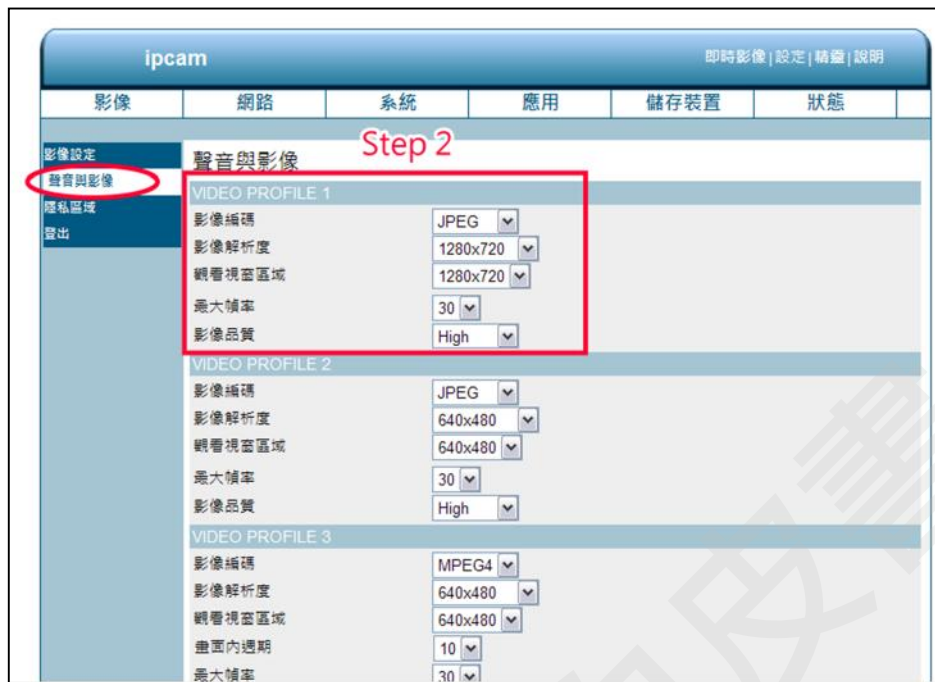 ipcam
即時影像 | 設定 | 精靈 | 說明
影像 網路 系統 應用 儲存裝置 狀態
Step 2
影像設定
聲音與影像
隱私區域
登出
聲音與影像
VIDEO PROFILE 1
影像編碼 JPEG
影像解析度 1280x720
觀看視窗區域 1280x720
最大幀率 30
影像品質 High
VIDEO PROFILE 2
影像編碼 JPEG
影像解析度 640x480
觀看視窗區域 640x480
最大幀率 30
影像品質 High
VIDEO PROFILE 3
影像編碼 MPEG4
影像解析度 640x480
觀看視窗區域 640x480
畫面內週期 10
最大幀率 30
皮書